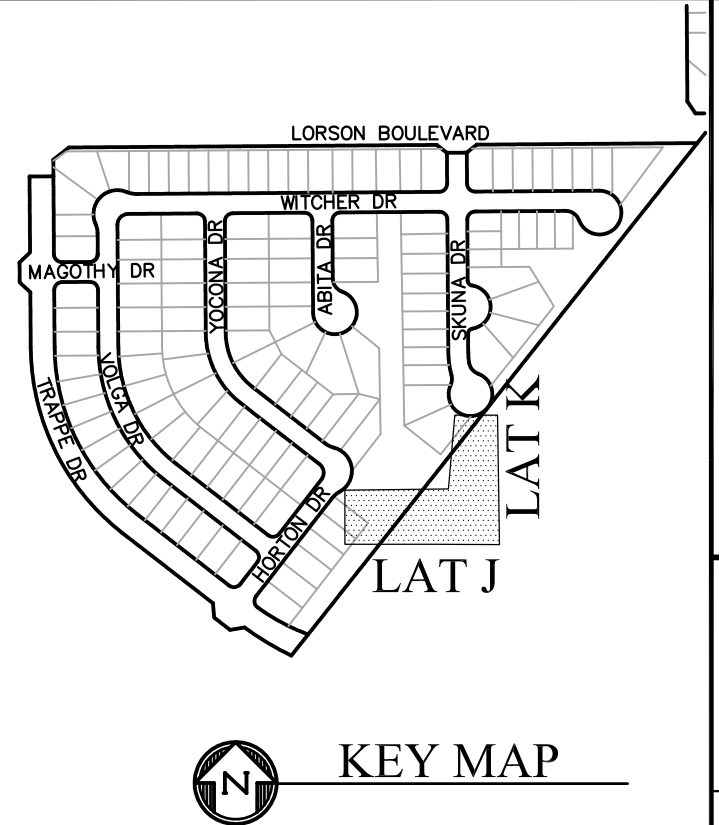 LORSON BOULEVARD
WITCHER DR
MAGOTHY DR
YOCONA DR
ABITA DR
SKUNA DR
TRAPPE DR
VOLGA DR
HORTON DR
LAT K
LAT J
N
KEY MAP